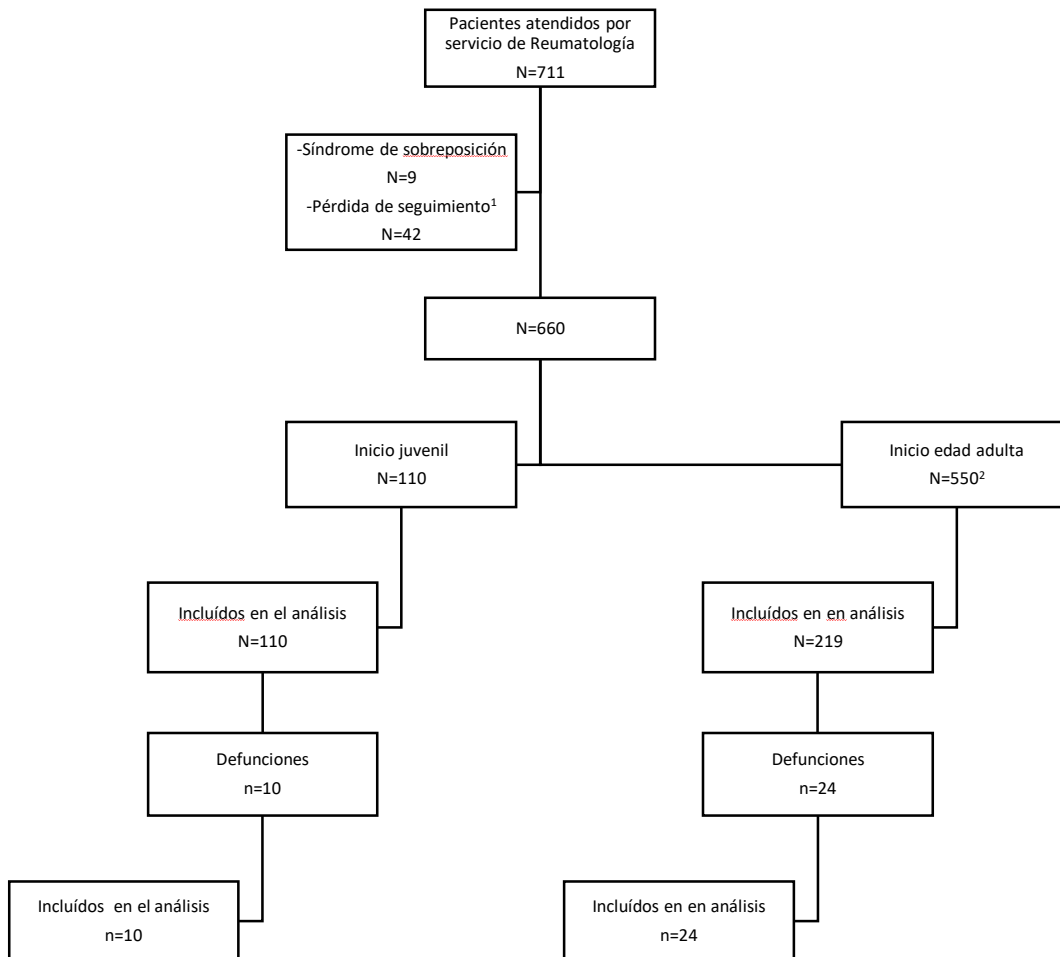 Pacientes atendidos por
servicio de Reumatología
N=711
-Síndrome de sobreposición
N=9
-Pérdida de seguimiento¹
N=42
N=660
Inicio juvenil
N=110
Inicio edad adulta
N=550²
Incluídos en el análisis
N=110
Incluídos en en análisis
N=219
Defunciones
n=10
Defunciones
n=24
Incluídos en el análisis
n=10
Incluídos en en análisis
n=24